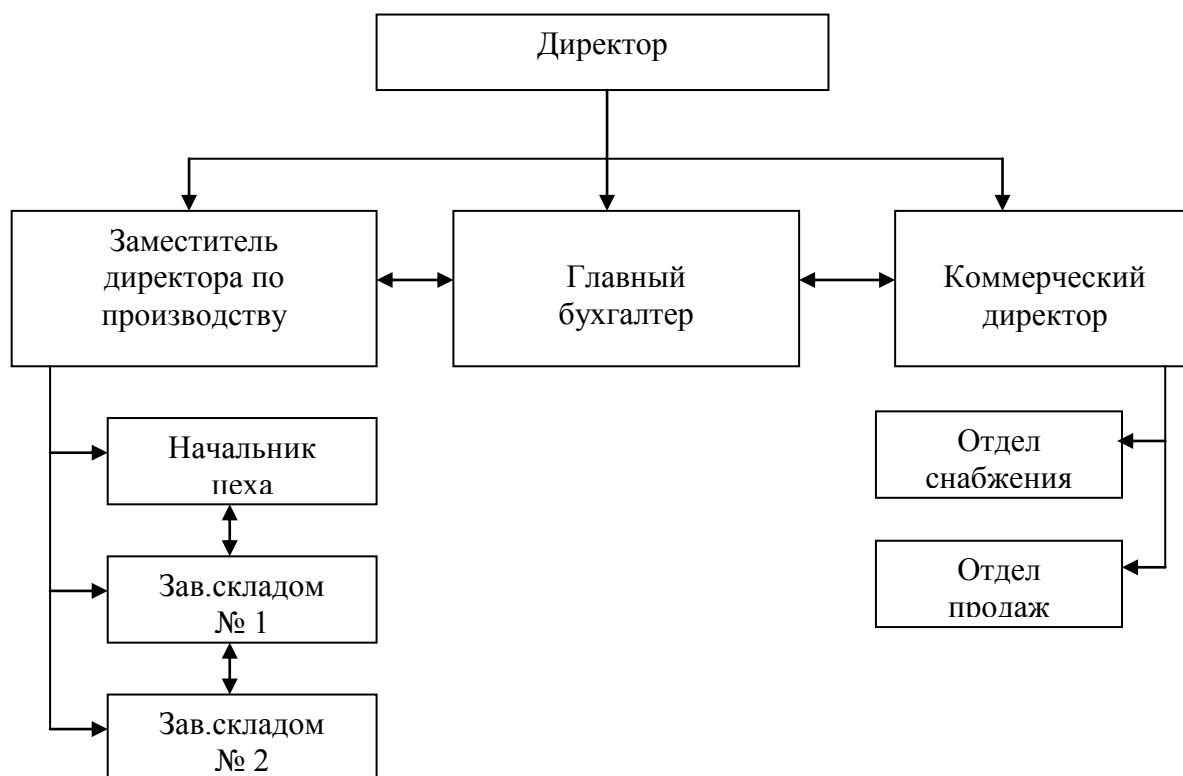 Директор
Заместитель
директора по
производству
Главный
бухгалтер
Коммерческий
директор
Начальник
цеха
Зав.складом
№ 1
Зав.складом
№ 2
Отдел
снабжения
Отдел
продаж